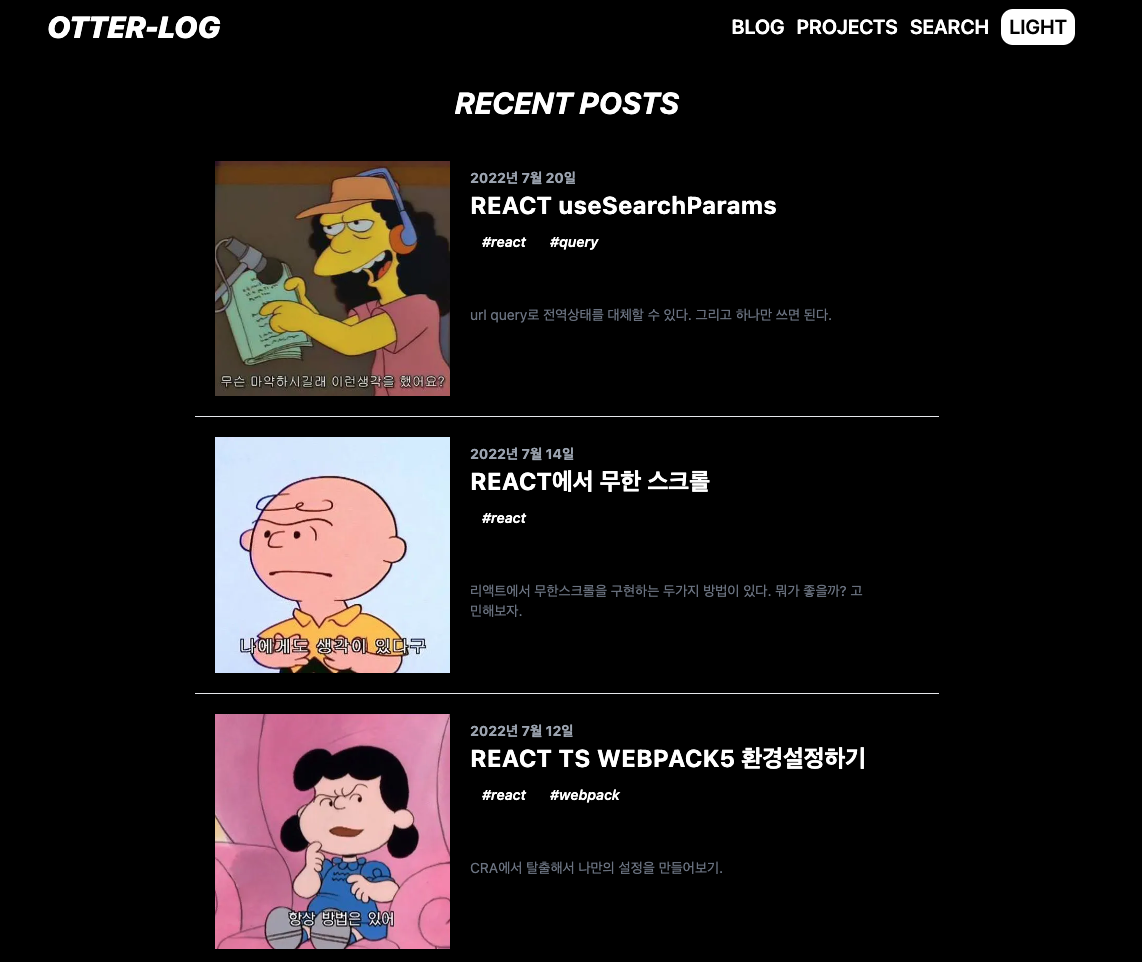 OTTER-LOG
BLOG PROJECTS SEARCH LIGHT
RECENT POSTS
2022년 7월 20일
REACT useSearchParams
#react #query
url query로 전역상태를 대체할 수 있다. 그리고 하나만 쓰면 된다.
무슨 마약하시길래 이런생각을 했어요?
2022년 7월 14일
REACT에서 무한 스크롤
#react
리액트에서 무한스크롤을 구현하는 두가지 방법이 있다. 뭐가 좋을까? 고
민해보자.
나에게도 생각이 있다구
2022년 7월 12일
REACT TS WEBPACK5 환경설정하기
#react #webpack
CRA에서 탈출해서 나만의 설정을 만들어보기.
항상 방법은 있어